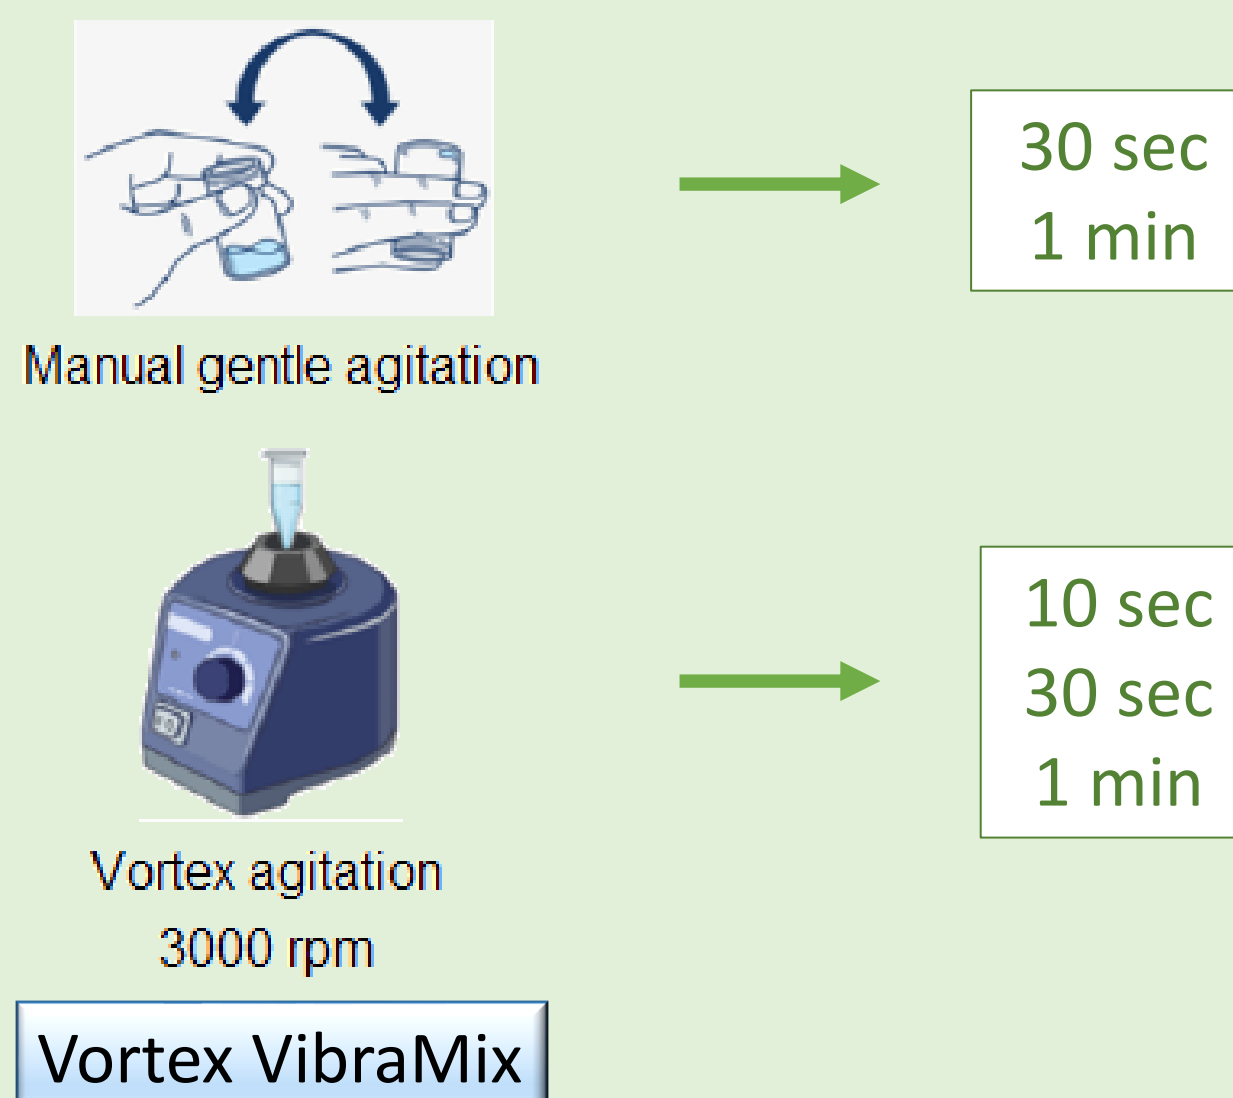 30 sec
1 min
Manual gentle agitation
10 sec
30 sec
1 min
Vortex agitation
3000 rpm
Vortex VibraMix